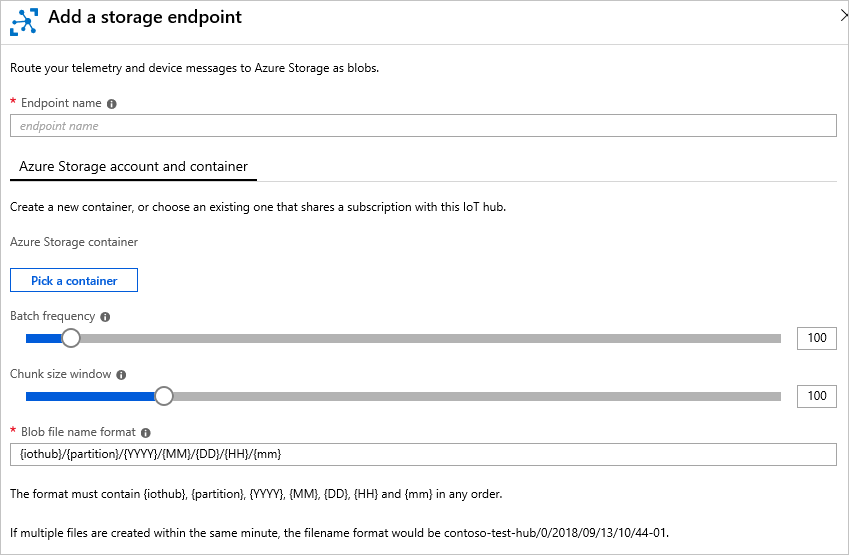 Add a storage endpoint
Route your telemetry and device messages to Azure Storage as blobs.
* Endpoint name
endpoint name
Azure Storage account and container
Create a new container, or choose an existing one that shares a subscription with this IoT hub.
Azure Storage container
Pick a container
Batch frequency
100
Chunk size window
100
* Blob file name format
{iothub}/{partition}/{YYYY}/{MM}/{DD}/{HH}/{mm}
The format must contain {iothub}, {partition}, {YYYY}, {MM}, {DD}, {HH} and {mm} in any order.
If multiple files are created within the same minute, the filename format would be contoso-test-hub/0/2018/09/13/10/44-01.